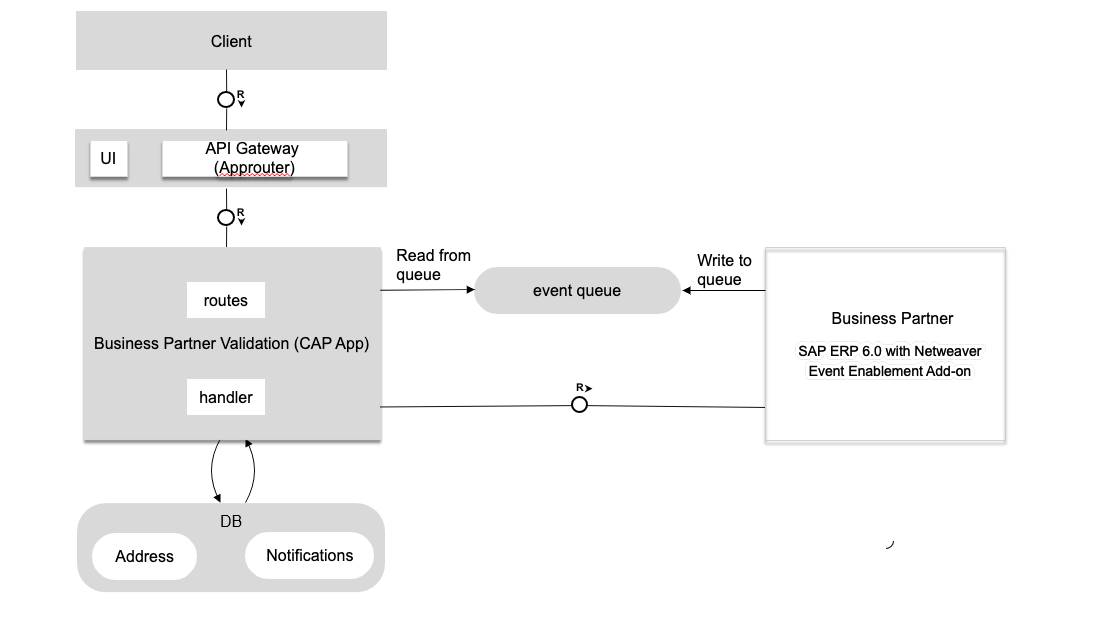 Client
R
UI
API Gateway
(Approuter)
R
Read from
queue
Write to
queue
event queue
routes
Business Partner Validation (CAP App)
handler
Business Partner
SAP ERP 6.0 with Netweaver
Event Enablement Add-on
R
DB
Address
Notifications